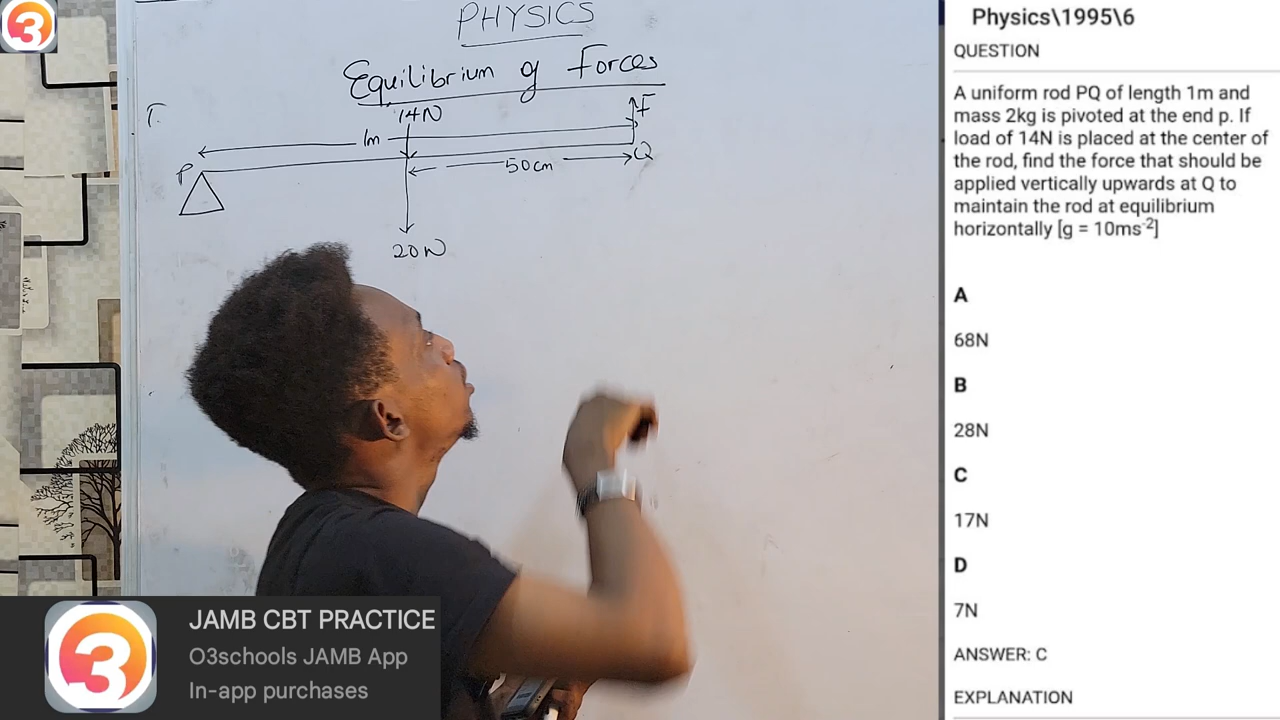 3
PHYSICS
Equilibrium of Forces
14N
F
1m
P
50cm
Q
20N
3
JAMB CBT PRACTICE
O3schools JAMB App
In-app purchases
Physics\1995\6
QUESTION
A uniform rod PQ of length 1m and
mass 2kg is pivoted at the end p. If
load of 14N is placed at the center of
the rod, find the force that should be
applied vertically upwards at Q to
maintain the rod at equilibrium
horizontally [g = 10ms⁻²]
A
68N
B
28N
C
17N
D
7N
ANSWER: C
EXPLANATION